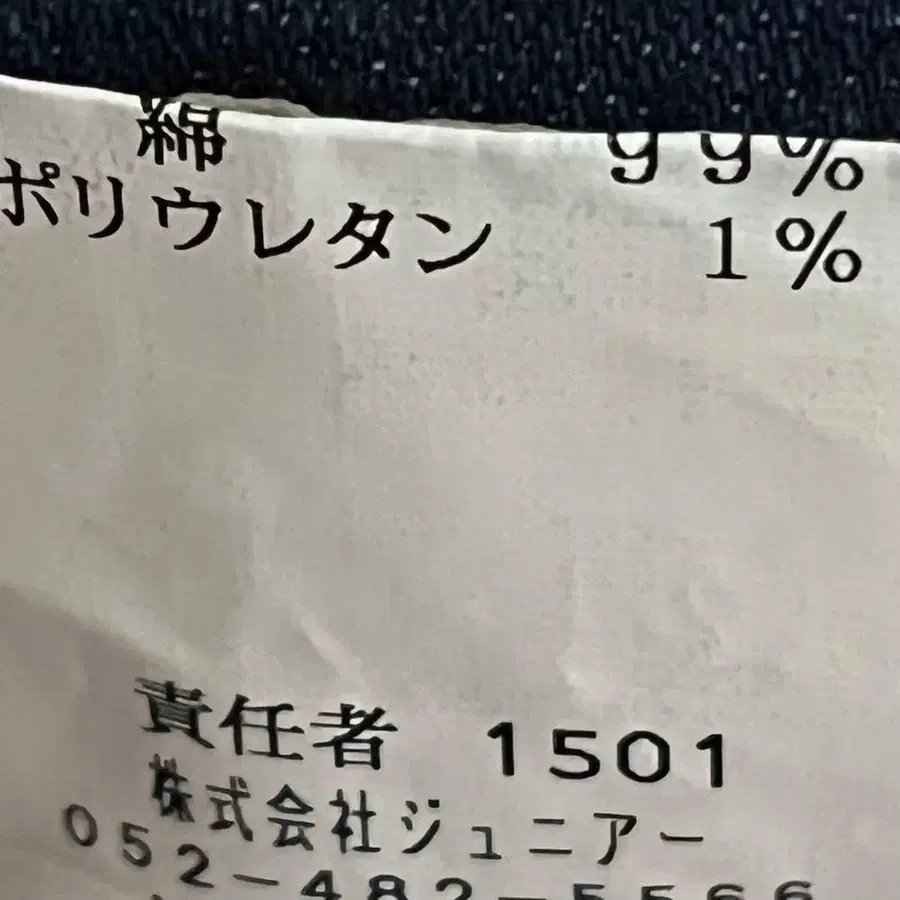 綿 99%
ポリウレタン 1%
責任者 1501
株式会社ジュニアー
052-482-5566